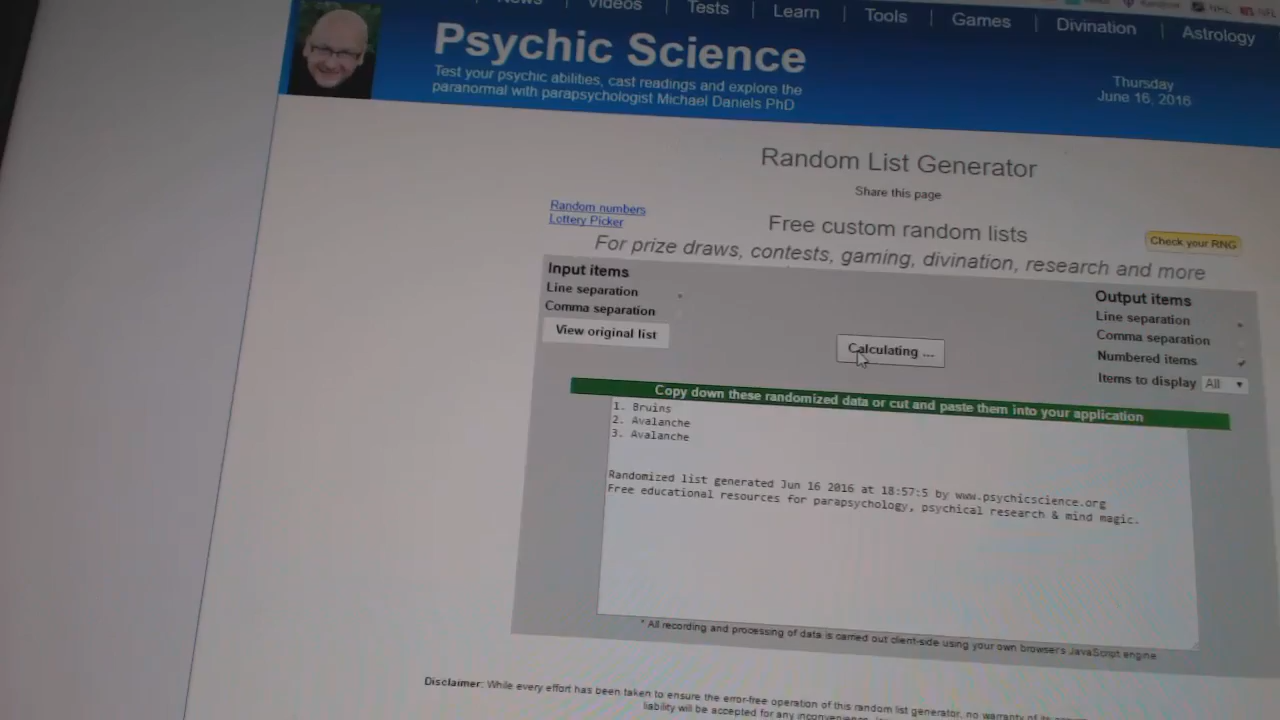 News Videos Tests Learn Tools Games Divination Astrology
NHL NFL
Psychic Science
Test your psychic abilities, cast readings and explore the
paranormal with parapsychologist Michael Daniels PhD
Thursday
June 16, 2016
Random List Generator
Share this page
Random numbers
Lottery Picker
Free custom random lists
Check your RNG
For prize draws, contests, gaming, divination, research and more
Input items
Line separation
Comma separation
View original list
Calculating ...
Output items
Line separation
Comma separation
Numbered items
Items to display All
Copy down these randomized data or cut and paste them into your application
1. Bruins
2. Avalanche
3. Avalanche
Randomized list generated Jun 16 2016 at 18:57:5 by www.psychicscience.org
Free educational resources for parapsychology, psychical research & mind magic.
* All recording and processing of data is carried out client-side using your own browser's JavaScript engine.
Disclaimer: While every effort has been taken to ensure the error-free operation of this random list generator, no warranty of its
liability will be accepted for any